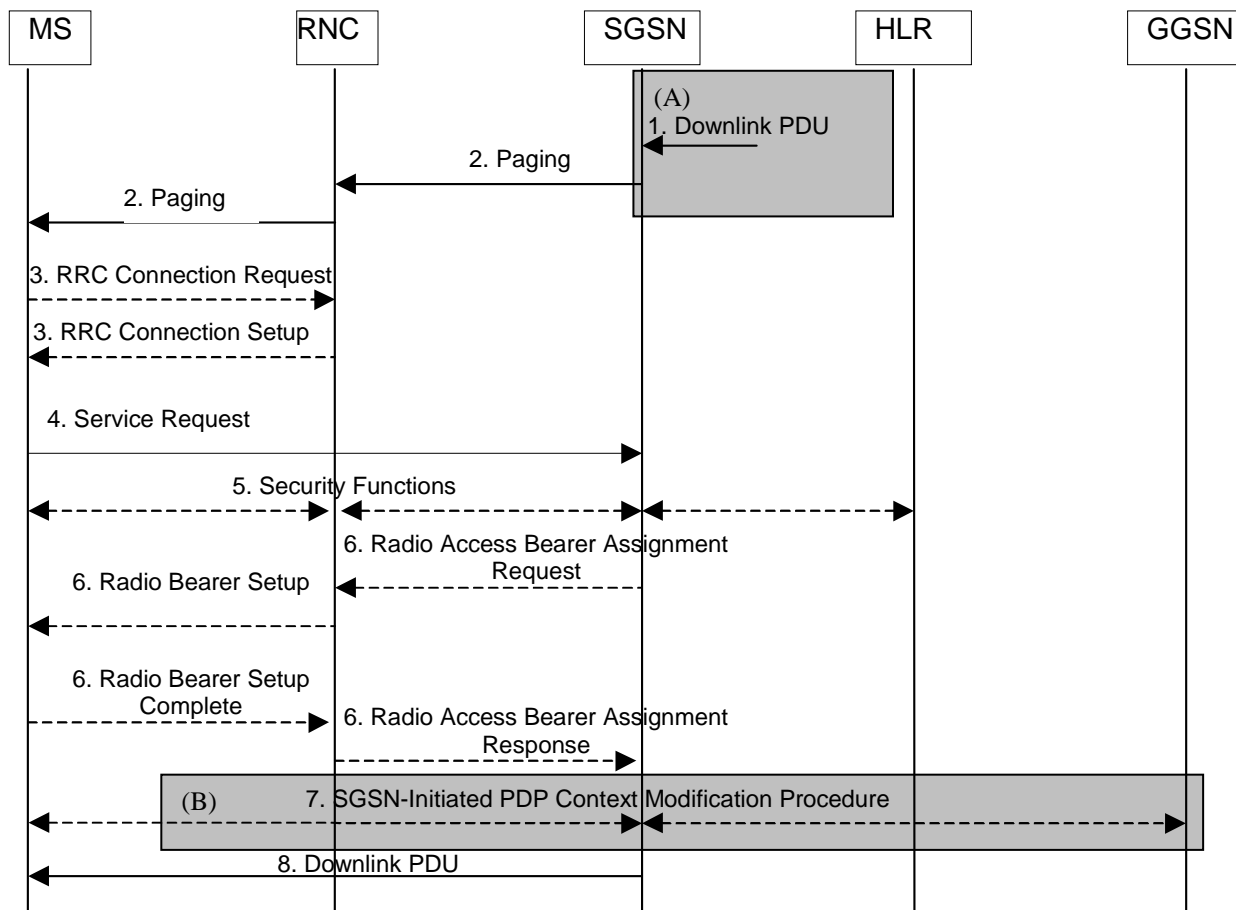 MS
RNC
SGSN
HLR
GGSN
(A)
1. Downlink PDU
2. Paging
2. Paging
3. RRC Connection Request
3. RRC Connection Setup
4. Service Request
5. Security Functions
6. Radio Access Bearer Assignment
Request
6. Radio Bearer Setup
6. Radio Bearer Setup
Complete
6. Radio Access Bearer Assignment
Response
(B)
7. SGSN-Initiated PDP Context Modification Procedure
8. Downlink PDU